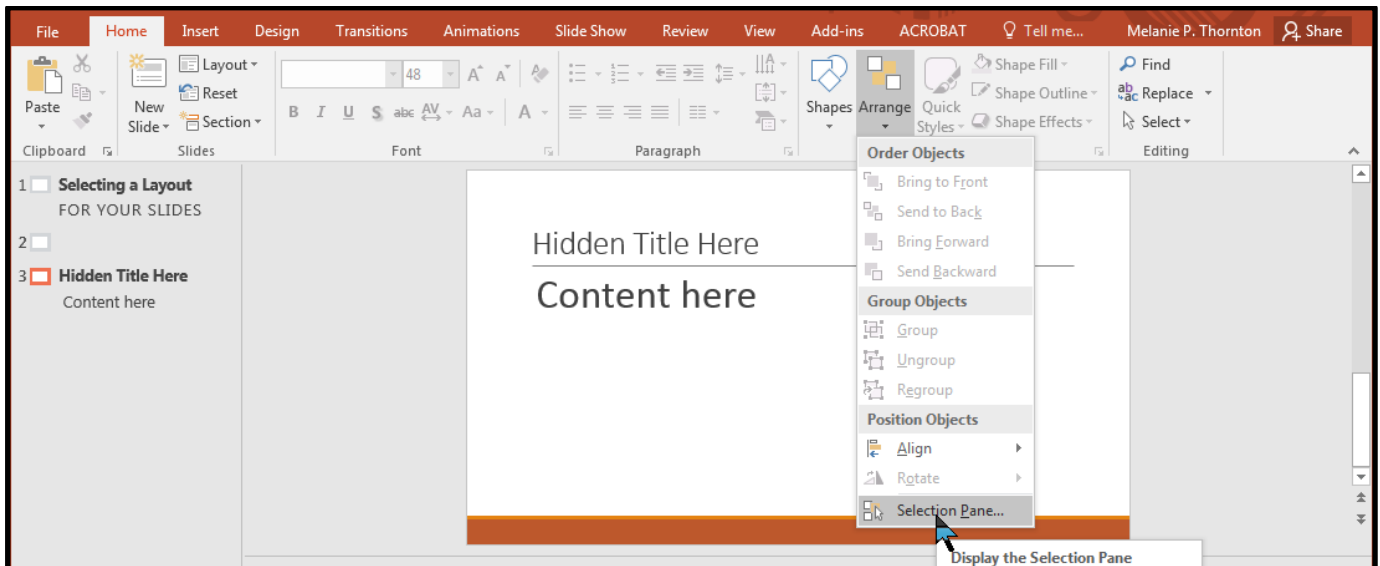 File Home Insert Design Transitions Animations Slide Show Review View Add-ins ACROBAT Tell me... Melanie P. Thornton Share
Paste
New
Slide
Layout
Reset
Section
48
B I U S abc AV Aa A
Shapes
Arrange
Quick
Styles
Shape Fill
Shape Outline
Shape Effects
Find
Replace
Select
Clipboard Slides Font Paragraph Editing
1 Selecting a Layout
FOR YOUR SLIDES
2
3 Hidden Title Here
Content here
Hidden Title Here
Content here
Order Objects
Bring to Front
Send to Back
Bring Forward
Send Backward
Group Objects
Group
Ungroup
Regroup
Position Objects
Align
Rotate
Selection Pane...
Display the Selection Pane